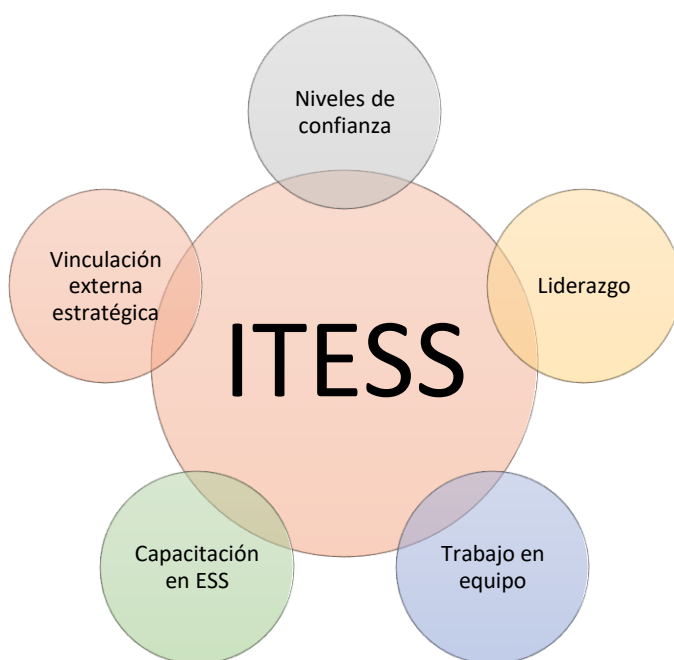 Niveles de
confianza
Vinculación
externa
estratégica
Liderazgo
ITESS
Capacitación
en ESS
Trabajo en
equipo